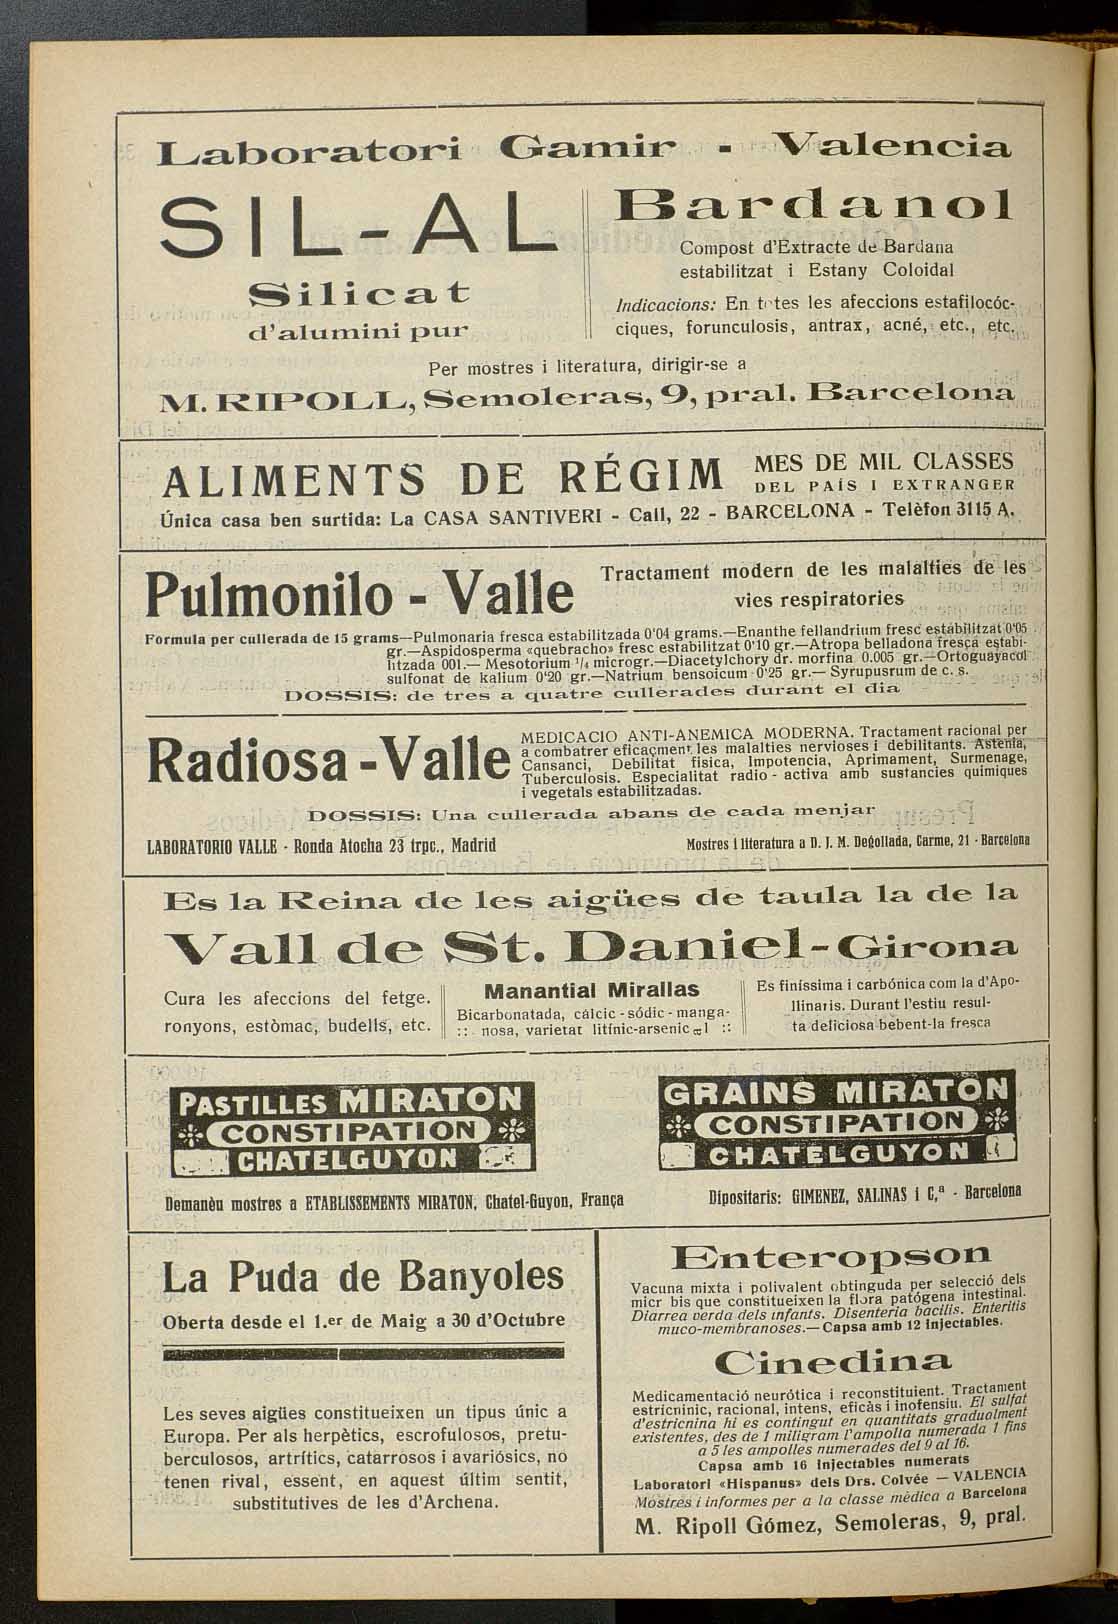 Laboratori Gamir - Valencia
SIL-AL
Silicat
d'alumini pur
Bardanol
Compost d'Extracte de Bardana
estabilitzat i Estany Coloidal
Indicacions: En totes les afeccions estafilocóc-
ciques, forunculosis, antrax, acné, etc., etc.
Per mostres i literatura, dirigir-se a
M. RIPOLL, Semoleras, 9, pral. Barcelona
ALIMENTS DE RÉGIM
MES DE MIL CLASSES
DEL PAÍS I EXTRANGER
Única casa ben surtida: La CASA SANTIVERI - Call, 22 - BARCELONA - Telèfon 3115 A.
Pulmonilo - Valle
Tractament modern de les malalties de les
vies respiratories
Formula per cullerada de 15 grams—Pulmonaria fresca estabilitzada 0'04 grams.—Enanthe fellandrium fresc estabilitzat 0'05
gr.—Aspidosperma «quebracho» fresc estabilitzat 0'10 gr.—Atropa belladona fresca estabi-
litzada 001.— Mesotorium ¼ microgr.—Diacetylchory dr. morfina 0.005 gr.—Ortoguayacol
sulfonat de kalium 0'20 gr.—Natrium bensoicum 0'25 gr.— Syrupusrum de c. s.
DOSSIS: de tres a quatre cullerades durant el dia
Radiosa - Valle
MEDICACIO ANTI-ANEMICA MODERNA. Tractament racional per
a combatrer eficaçment les malalties nervioses i debilitants. Astenia,
Cansanci, Debilitat fisica, Impotencia, Aprimament, Surmenage,
Tuberculosis. Especialitat radio - activa amb sustancies quimiques
i vegetals estabilitzadas.
DOSSIS: Una cullerada abans de cada menjar
LABORATORIO VALLE - Ronda Atocha 23 trpc., Madrid
Mostres i literatura a D. J. M. Degollada, Carme, 21 - Barcelona
Es la Reina de les aigües de taula la de la
Vall de St. Daniel - Girona
Cura les afeccions del fetge.
ronyons, estòmac, budells, etc.
Manantial Mirallas
Bicarbonatada, cálcic - sódic - manga-
:: nosa, varietat litínic-arsenical ::
Es finíssima i carbónica com la d'Apo-
llinaris. Durant l'estiu resul-
ta deliciosa bebent-la fresca
PASTILLES MIRATON
CONSTIPATION
CHATELGUYON
GRAINS MIRATON
CONSTIPATION
CHATELGUYON
Demanèu mostres a ETABLISSEMENTS MIRATON, Chatel-Guyon, França
Dipositaris: GIMENEZ, SALINAS i C,ª - Barcelona
La Puda de Banyoles
Oberta desde el 1.er de Maig a 30 d'Octubre
Les seves aigües constitueixen un tipus únic a
Europa. Per als herpètics, escrofulosos, pretu-
berculosos, artrítics, catarrosos i avariósics, no
tenen rival, essent, en aquest últim sentit,
substitutives de les d'Archena.
Enteropson
Vacuna mixta i polivalent obtinguda per selecció dels
micr bis que constitueixen la flora patógena intestinal.
Diarrea verda dels infants. Disenteria bacilis. Enteritis
muco-membranoses.— Capsa amb 12 injectables.
Cinedina
Medicamentació neurótica i reconstituient. Tractament
estricninic, racional, intens, eficàs i inofensiu. El sulfat
d'estricnina hi es contingut en quantitats gradualment
existentes, des de 1 miligram l'ampolla numerada 1 fins
a 5 les ampolles numerades del 9 al 16.
Capsa amb 16 injectables numerats
Laboratori «Hispanus» dels Drs. Colvée — VALENCIA
Mostres i informes per a la classe mèdica a Barcelona
M. Ripoll Gómez, Semoleras, 9, pral.